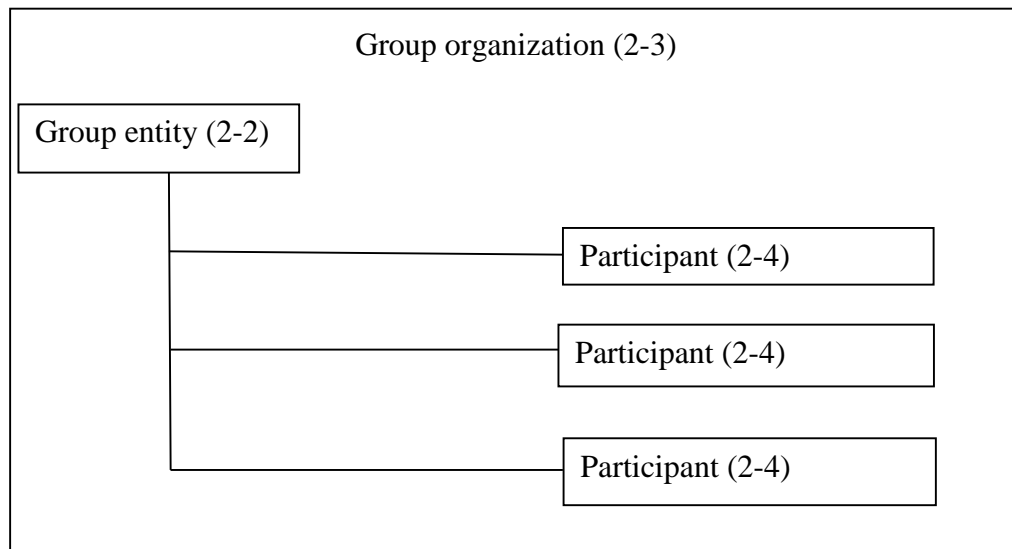 Group organization (2-3)
Group entity (2-2)
Participant (2-4)
Participant (2-4)
Participant (2-4)